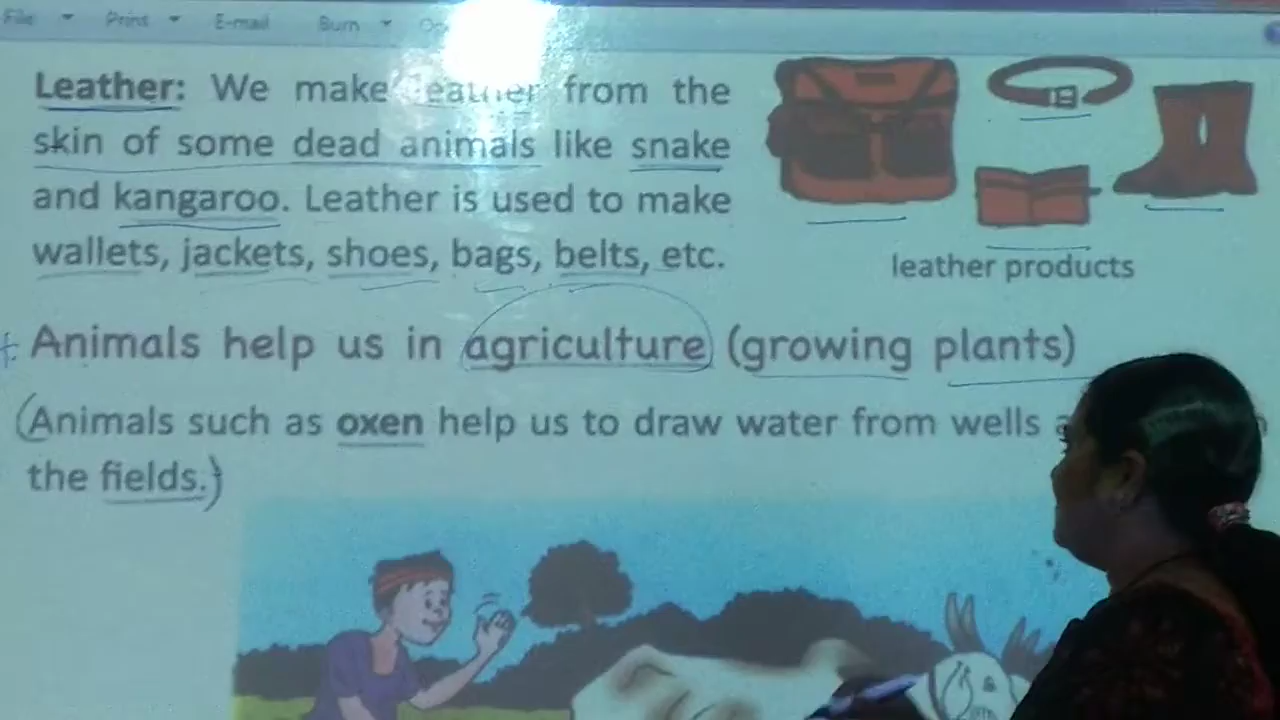 File Print E-mail Burn
Leather: We make leather from the
skin of some dead animals like snake
and kangaroo. Leather is used to make
wallets, jackets, shoes, bags, belts, etc.
leather products
Animals help us in agriculture (growing plants)
(Animals such as oxen help us to draw water from wells
the fields.)